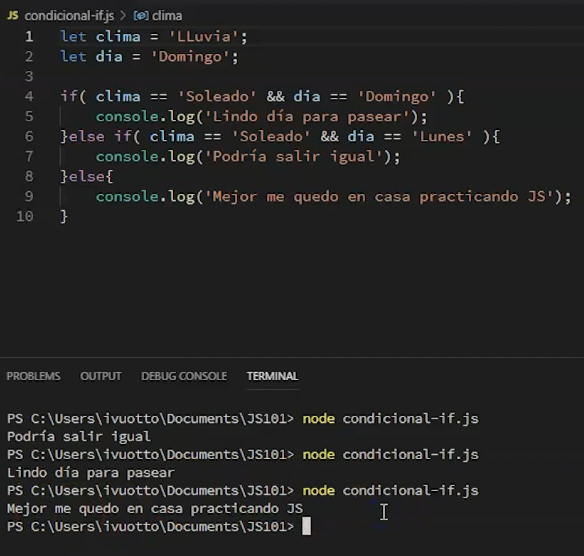 JS condicional-if.js > clima
1 let clima = 'LLuvia';
2 let dia = 'Domingo';
3
4 if( clima == 'Soleado' && dia == 'Domingo' ){
5 console.log('Lindo día para pasear');
6 }else if( clima == 'Soleado' && dia == 'Lunes' ){
7 console.log('Podría salir igual');
8 }else{
9 console.log('Mejor me quedo en casa practicando JS');
10 }
PROBLEMS OUTPUT DEBUG CONSOLE TERMINAL
PS C:\Users\ivuotto\Documents\JS101> node condicional-if.js
Podría salir igual
PS C:\Users\ivuotto\Documents\JS101> node condicional-if.js
Lindo día para pasear
PS C:\Users\ivuotto\Documents\JS101> node condicional-if.js
Mejor me quedo en casa practicando JS
PS C:\Users\ivuotto\Documents\JS101>